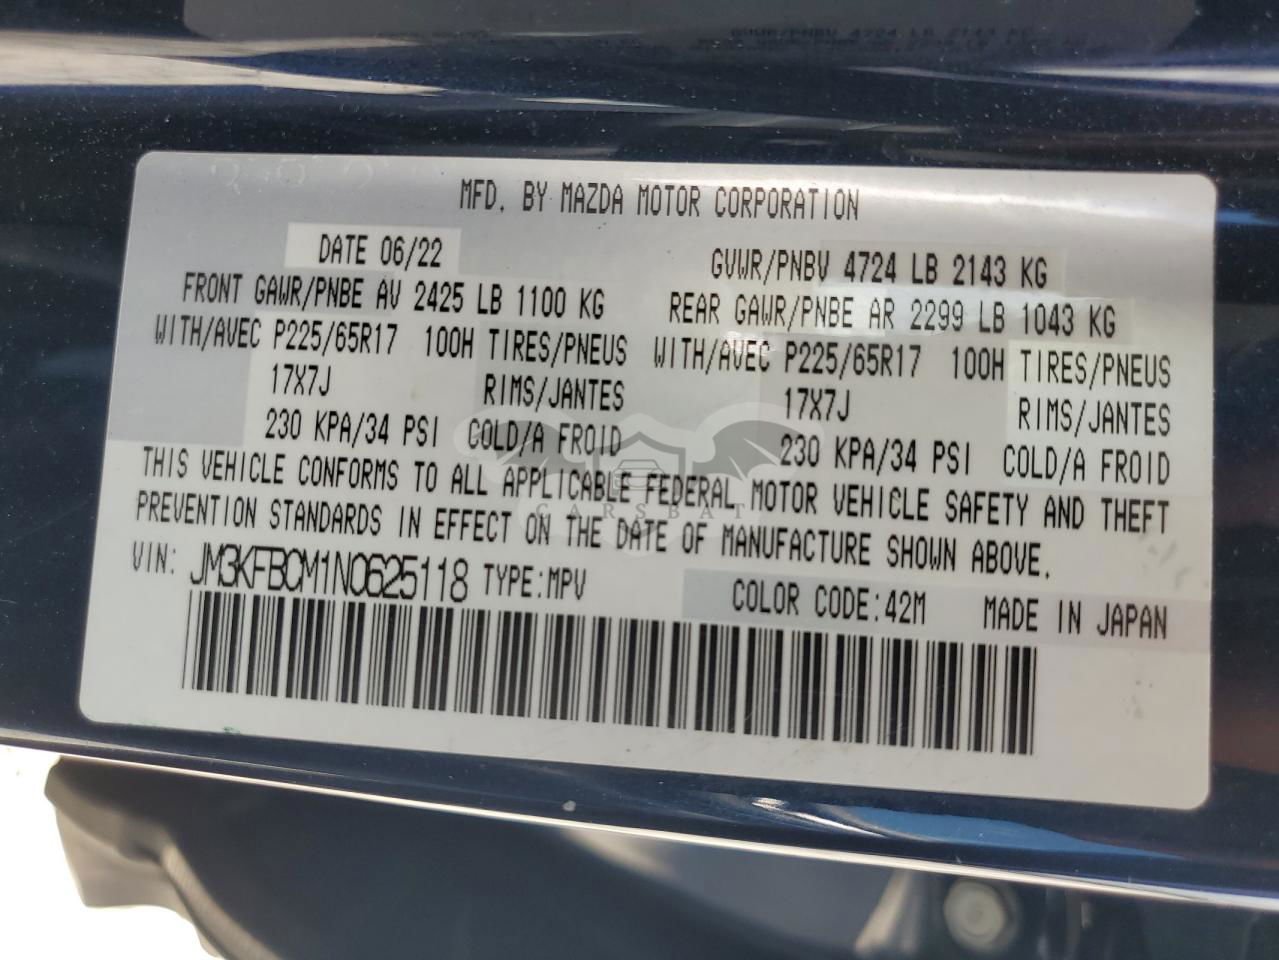 MFD. BY MAZDA MOTOR CORPORATION
DATE 06/22 GVWR/PNBV 4724 LB 2143 KG
FRONT GAWR/PNBE AV 2425 LB 1100 KG REAR GAWR/PNBE AR 2299 LB 1043 KG
WITH/AVEC P225/65R17 100H TIRES/PNEUS WITH/AVEC P225/65R17 100H TIRES/PNEUS
17X7J RIMS/JANTES 17X7J RIMS/JANTES
230 KPA/34 PSI COLD/A FROID 230 KPA/34 PSI COLD/A FROID
THIS VEHICLE CONFORMS TO ALL APPLICABLE FEDERAL MOTOR VEHICLE SAFETY AND THEFT
PREVENTION STANDARDS IN EFFECT ON THE DATE OF MANUFACTURE SHOWN ABOVE.
VIN: JM3KFBCM1N0625118 TYPE:MPV COLOR CODE:42M MADE IN JAPAN
CARSBAT